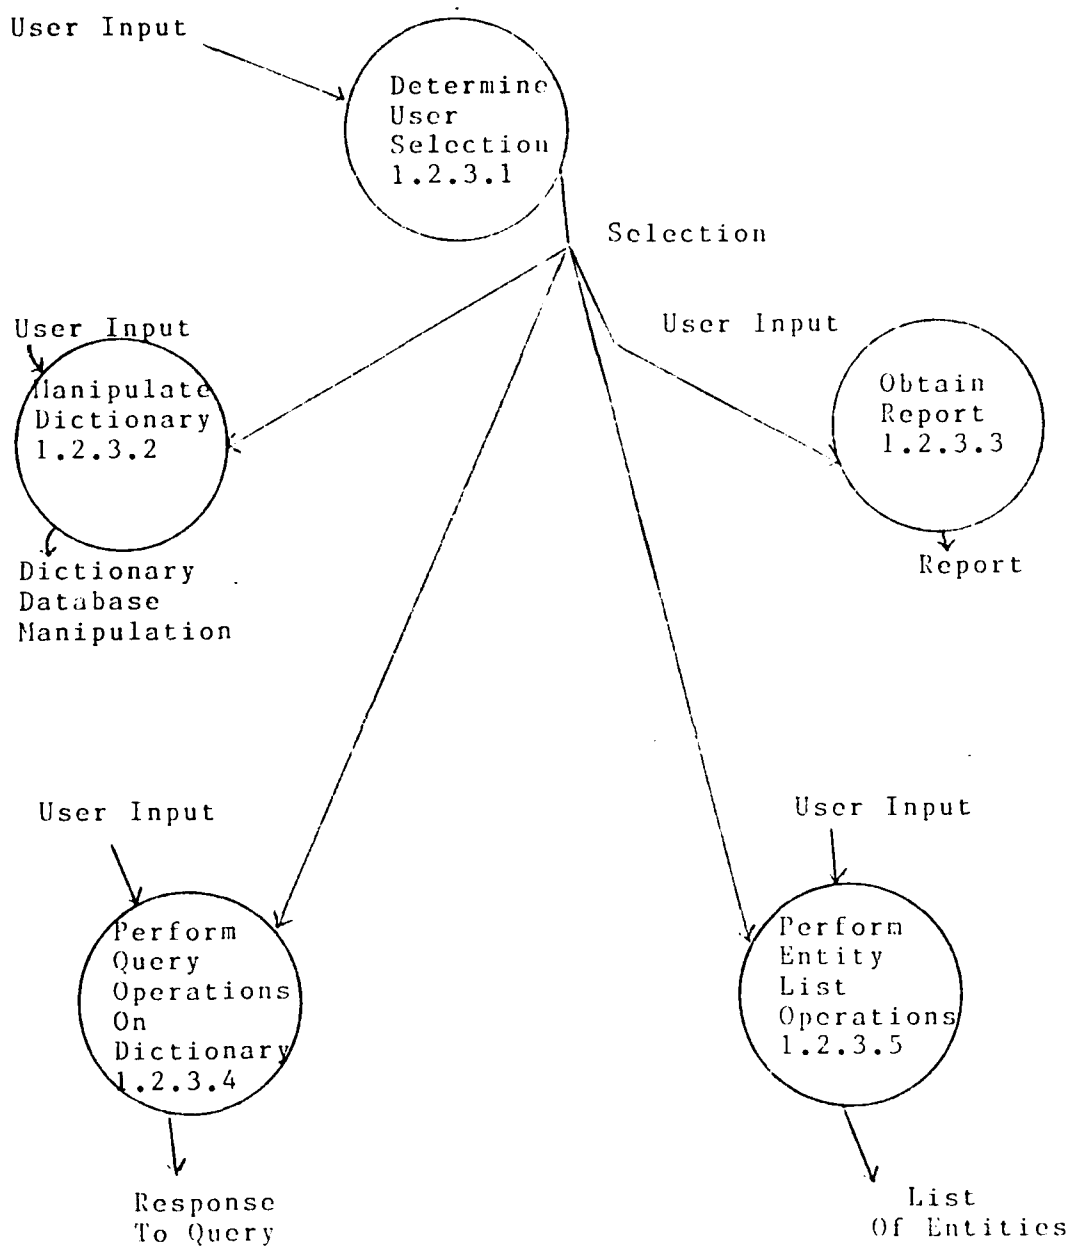 User Input
Determine
User
Selection
1.2.3.1
Selection
User Input
Manipulate
Dictionary
1.2.3.2
Dictionary
Database
Manipulation
User Input
Obtain
Report
1.2.3.3
Report
User Input
Perform
Query
Operations
On
Dictionary
1.2.3.4
Response
To Query
User Input
Perform
Entity
List
Operations
1.2.3.5
List
Of Entities